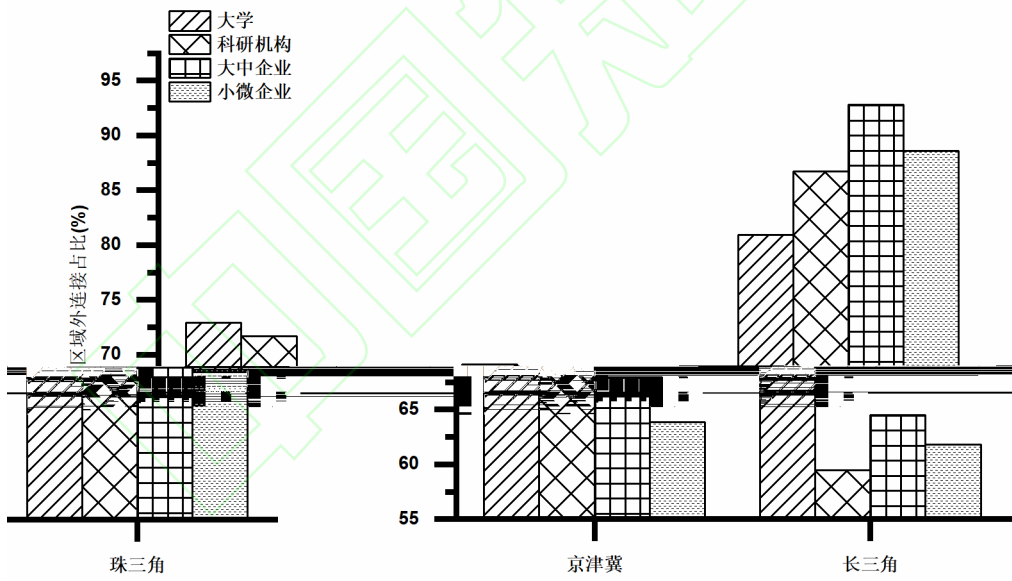 大学
科研机构
大中企业
小微企业
区域外连接占比(%)
95
90
85
80
75
70
65
60
55
珠三角
京津冀
长三角